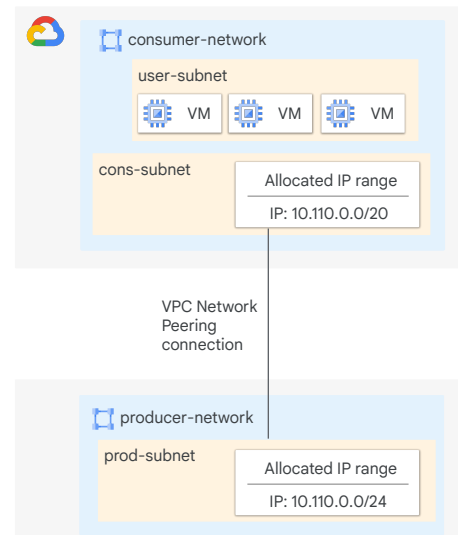 consumer-network
user-subnet
VM
VM
VM
cons-subnet
Allocated IP range
IP: 10.110.0.0/20
VPC Network
Peering
connection
producer-network
prod-subnet
Allocated IP range
IP: 10.110.0.0/24